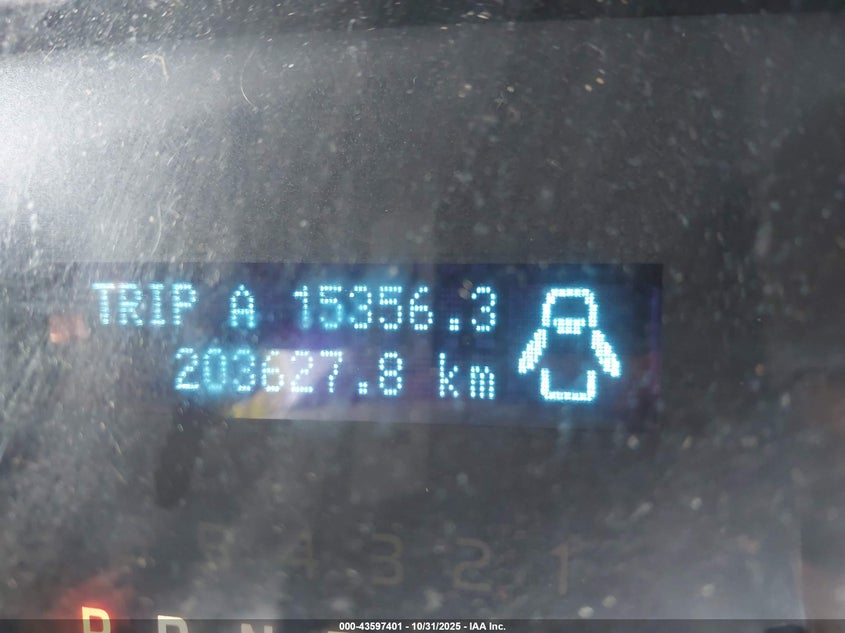 TRIP A 15356.3
203627.8 km
4 3 2 1
P R N
000-43597401 - 10/31/2025 - IAA Inc.